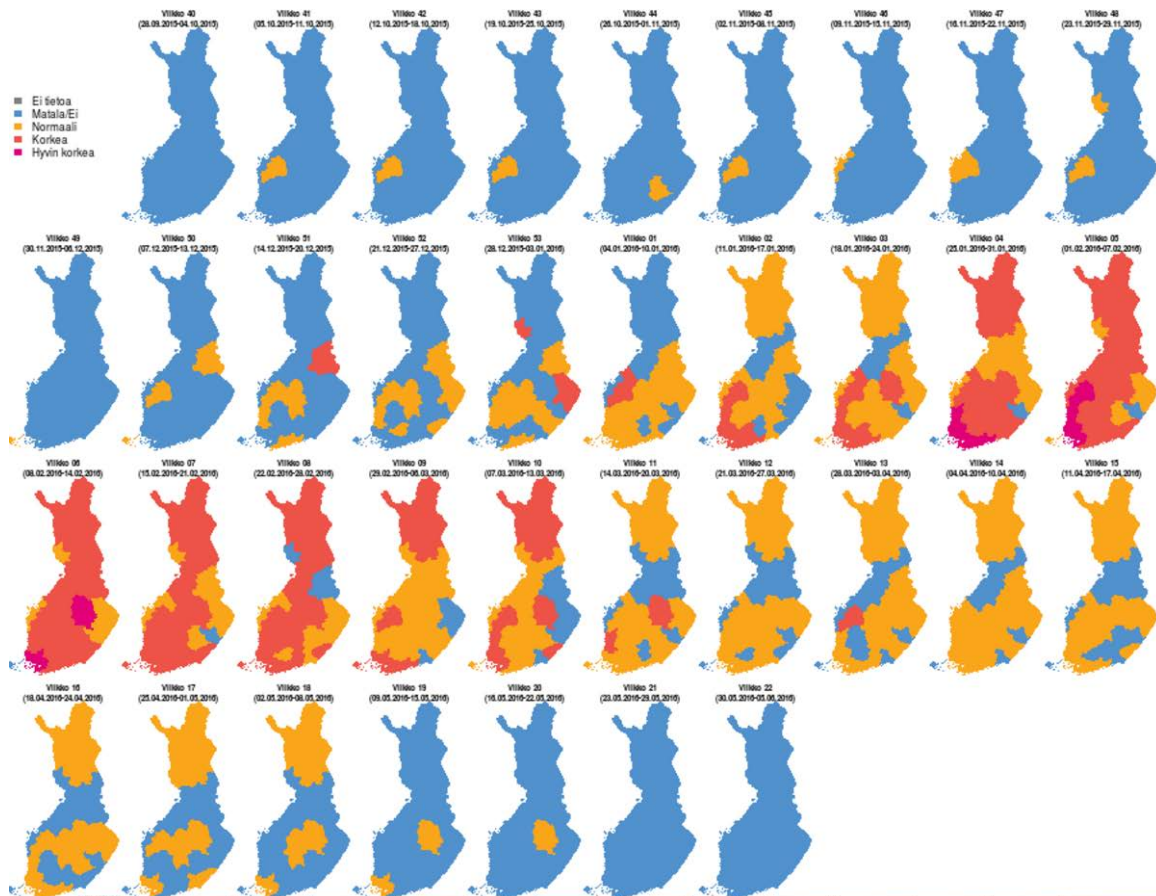 Viikko 40
(28.09.2015-04.10.2015)
Viikko 41
(05.10.2015-11.10.2015)
Viikko 42
(12.10.2015-18.10.2015)
Viikko 43
(19.10.2015-25.10.2015)
Viikko 44
(26.10.2015-01.11.2015)
Viikko 45
(02.11.2015-08.11.2015)
Viikko 46
(09.11.2015-15.11.2015)
Viikko 47
(16.11.2015-22.11.2015)
Viikko 48
(23.11.2015-29.11.2015)
Ei tietoa
Matala/Ei
Normaali
Korkea
Hyvin korkea
Viikko 49
(30.11.2015-06.12.2015)
Viikko 50
(07.12.2015-13.12.2015)
Viikko 51
(14.12.2015-20.12.2015)
Viikko 52
(21.12.2015-27.12.2015)
Viikko 53
(28.12.2015-03.01.2016)
Viikko 01
(04.01.2016-10.01.2016)
Viikko 02
(11.01.2016-17.01.2016)
Viikko 03
(18.01.2016-24.01.2016)
Viikko 04
(25.01.2016-31.01.2016)
Viikko 05
(01.02.2016-07.02.2016)
Viikko 06
(08.02.2016-14.02.2016)
Viikko 07
(15.02.2016-21.02.2016)
Viikko 08
(22.02.2016-28.02.2016)
Viikko 09
(29.02.2016-06.03.2016)
Viikko 10
(07.03.2016-13.03.2016)
Viikko 11
(14.03.2016-20.03.2016)
Viikko 12
(21.03.2016-27.03.2016)
Viikko 13
(28.03.2016-03.04.2016)
Viikko 14
(04.04.2016-10.04.2016)
Viikko 15
(11.04.2016-17.04.2016)
Viikko 16
(18.04.2016-24.04.2016)
Viikko 17
(25.04.2016-01.05.2016)
Viikko 18
(02.05.2016-08.05.2016)
Viikko 19
(09.05.2016-15.05.2016)
Viikko 20
(16.05.2016-22.05.2016)
Viikko 21
(23.05.2016-29.05.2016)
Viikko 22
(30.05.2016-05.06.2016)